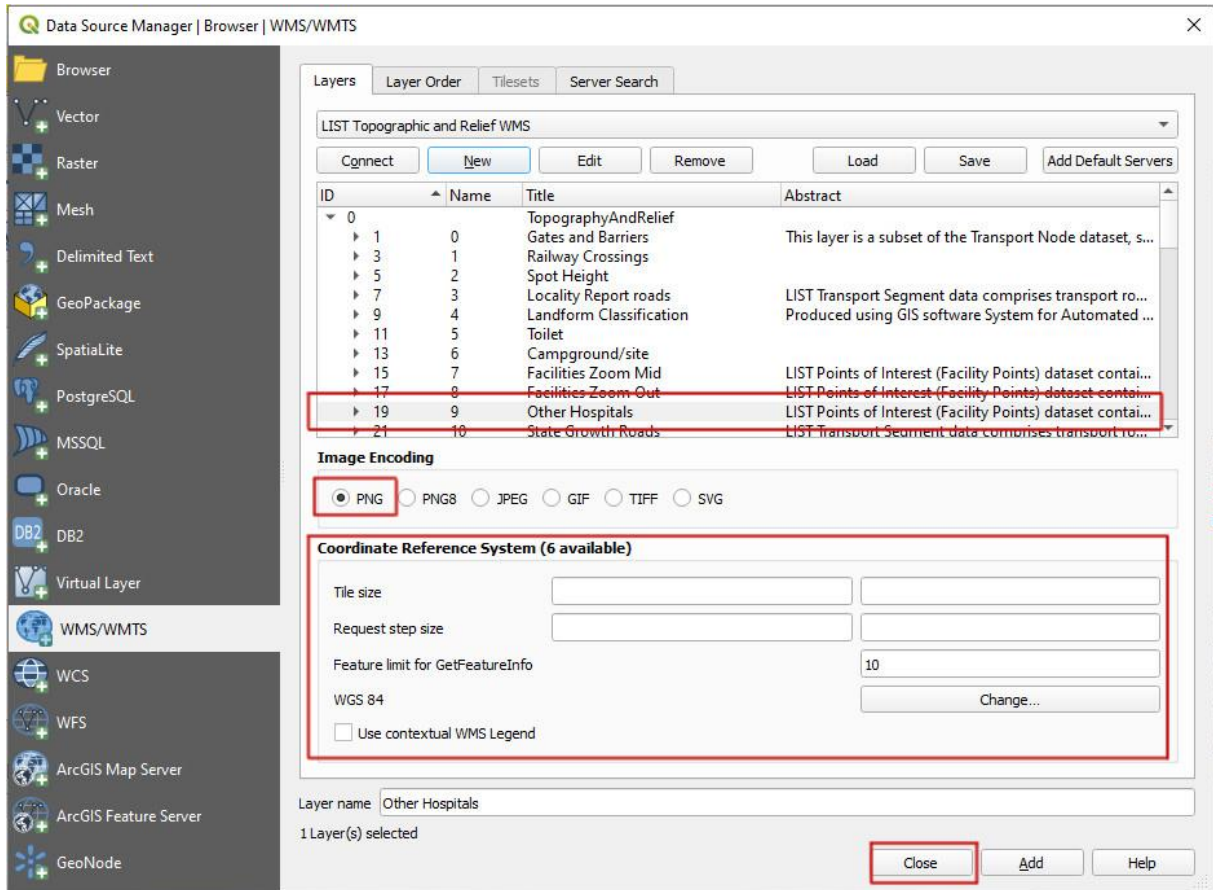 Data Source Manager | Browser | WMS/WMTS
Browser
Vector
Raster
Mesh
Delimited Text
GeoPackage
SpatiaLite
PostgreSQL
MSSQL
Oracle
DB2 DB2
Virtual Layer
WMS/WMTS
WCS
WFS
ArcGIS Map Server
ArcGIS Feature Server
GeoNode
Layers Layer Order Tilesets Server Search
LIST Topographic and Relief WMS
Connect New Edit Remove Load Save Add Default Servers
ID Name Title Abstract
0 TopographyAndRelief
1 0 Gates and Barriers This layer is a subset of the Transport Node dataset, s...
3 1 Railway Crossings
5 2 Spot Height
7 3 Locality Report roads LIST Transport Segment data comprises transport ro...
9 4 Landform Classification Produced using GIS software System for Automated ...
11 5 Toilet
13 6 Campground/site
15 7 Facilities Zoom Mid LIST Points of Interest (Facility Points) dataset contai...
17 8 Facilities Zoom Out LIST Points of Interest (Facility Points) dataset contai...
19 9 Other Hospitals LIST Points of Interest (Facility Points) dataset contai...
21 10 State Growth Roads LIST Transport Segment data comprises transport ro...
Image Encoding
PNG PNG8 JPEG GIF TIFF SVG
Coordinate Reference System (6 available)
Tile size
Request step size
Feature limit for GetFeatureInfo 10
WGS 84 Change...
Use contextual WMS Legend
Layer name Other Hospitals
1 Layer(s) selected
Close Add Help